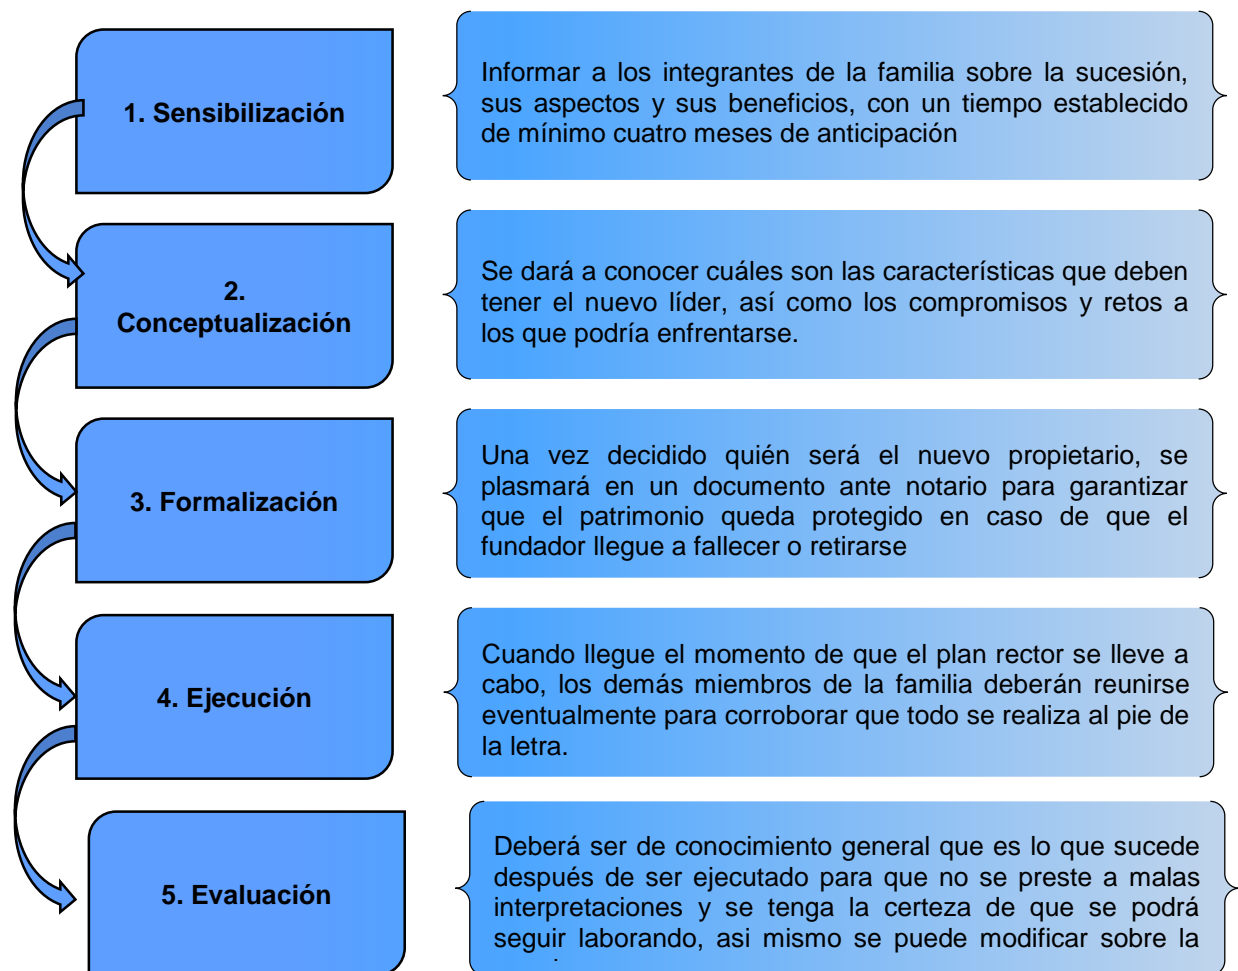 1. Sensibilización
Informar a los integrantes de la familia sobre la sucesión,
sus aspectos y sus beneficios, con un tiempo establecido
de mínimo cuatro meses de anticipación
2.
Conceptualización
Se dará a conocer cuáles son las características que deben
tener el nuevo líder, así como los compromisos y retos a
los que podría enfrentarse.
3. Formalización
Una vez decidido quién será el nuevo propietario, se
plasmará en un documento ante notario para garantizar
que el patrimonio queda protegido en caso de que el
fundador llegue a fallecer o retirarse
4. Ejecución
Cuando llegue el momento de que el plan rector se lleve a
cabo, los demás miembros de la familia deberán reunirse
eventualmente para corroborar que todo se realiza al pie de
la letra.
5. Evaluación
Deberá ser de conocimiento general que es lo que sucede
después de ser ejecutado para que no se preste a malas
interpretaciones y se tenga la certeza de que se podrá
seguir laborando, asi mismo se puede modificar sobre la